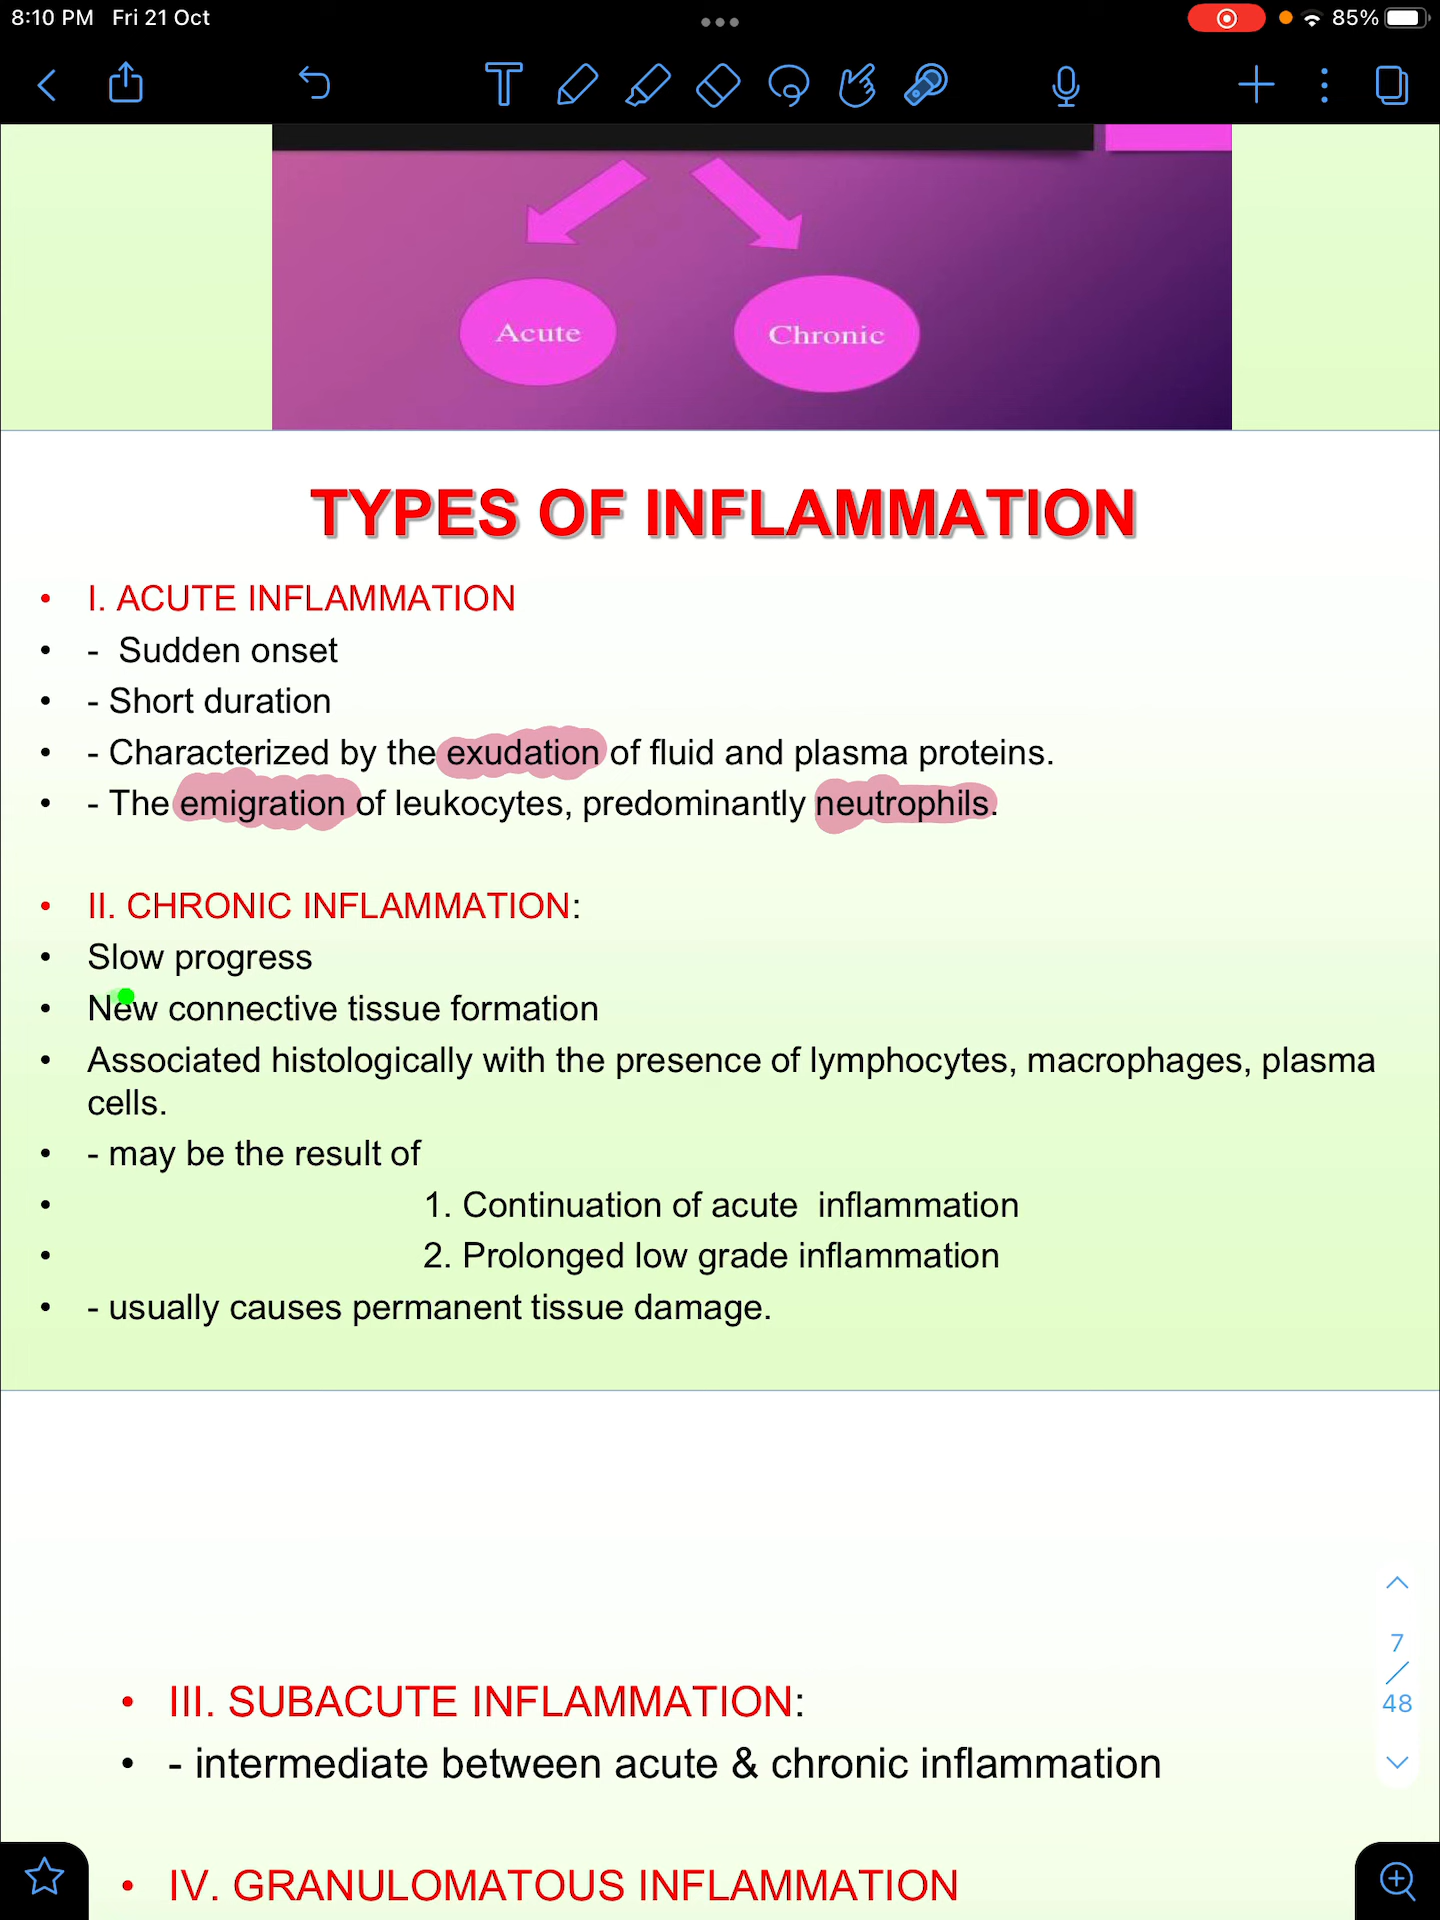 8:10 PM Fri 21 Oct
85%
Acute
Chronic
TYPES OF INFLAMMATION
• I. ACUTE INFLAMMATION
• - Sudden onset
• - Short duration
• - Characterized by the exudation of fluid and plasma proteins.
• - The emigration of leukocytes, predominantly neutrophils.
• II. CHRONIC INFLAMMATION:
• Slow progress
• New connective tissue formation
• Associated histologically with the presence of lymphocytes, macrophages, plasma
cells.
• - may be the result of
• 1. Continuation of acute inflammation
• 2. Prolonged low grade inflammation
• - usually causes permanent tissue damage.
7
/
48
• III. SUBACUTE INFLAMMATION:
• - intermediate between acute & chronic inflammation
• IV. GRANULOMATOUS INFLAMMATION